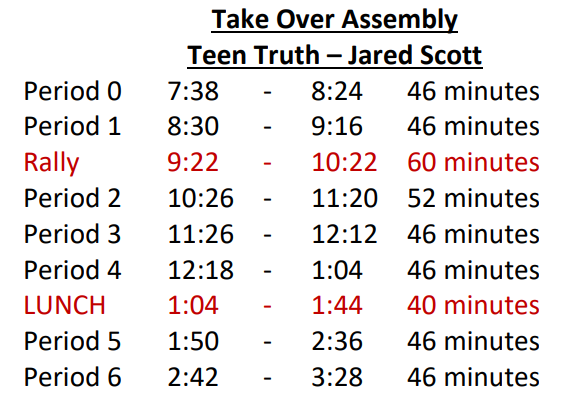 Take Over Assembly
Teen Truth – Jared Scott
Period 0 7:38 - 8:24 46 minutes
Period 1 8:30 - 9:16 46 minutes
Rally 9:22 - 10:22 60 minutes
Period 2 10:26 - 11:20 52 minutes
Period 3 11:26 - 12:12 46 minutes
Period 4 12:18 - 1:04 46 minutes
LUNCH 1:04 - 1:44 40 minutes
Period 5 1:50 - 2:36 46 minutes
Period 6 2:42 - 3:28 46 minutes